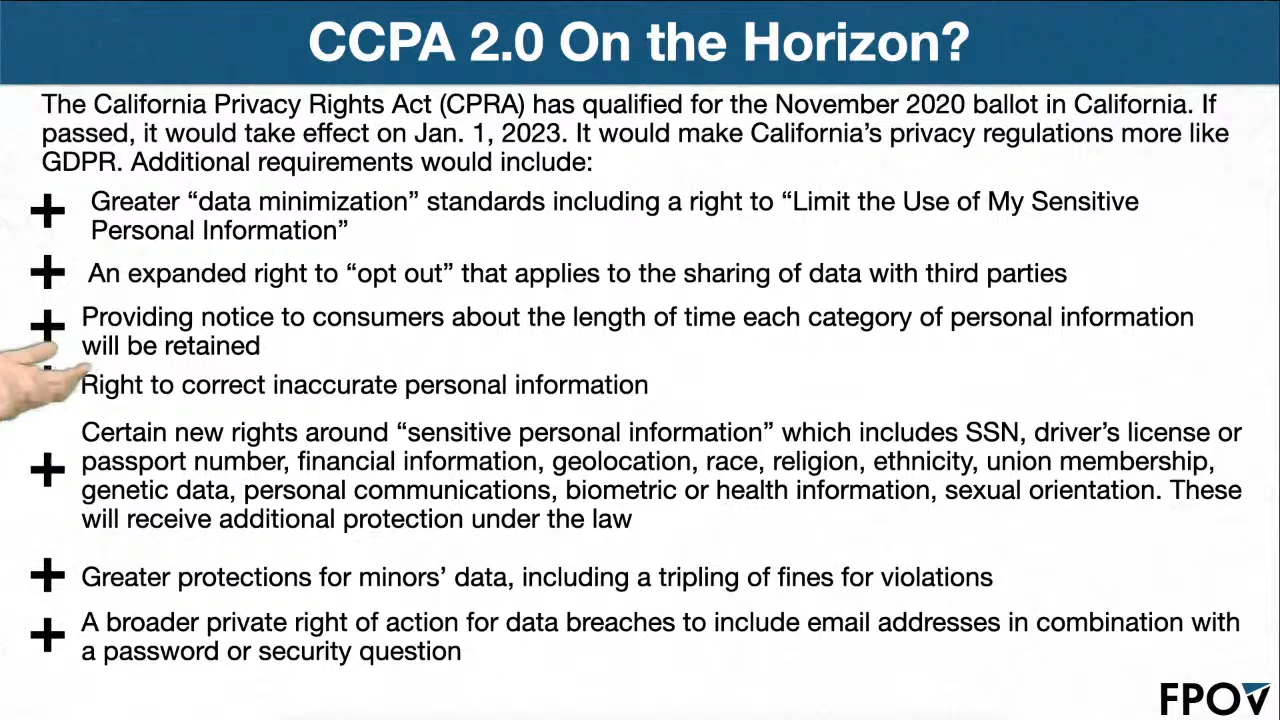 CCPA 2.0 On the Horizon?
The California Privacy Rights Act (CPRA) has qualified for the November 2020 ballot in California. If
passed, it would take effect on Jan. 1, 2023. It would make California’s privacy regulations more like
GDPR. Additional requirements would include:
Greater “data minimization” standards including a right to “Limit the Use of My Sensitive
Personal Information”
An expanded right to “opt out” that applies to the sharing of data with third parties
Providing notice to consumers about the length of time each category of personal information
will be retained
Right to correct inaccurate personal information
Certain new rights around “sensitive personal information” which includes SSN, driver’s license or
passport number, financial information, geolocation, race, religion, ethnicity, union membership,
genetic data, personal communications, biometric or health information, sexual orientation. These
will receive additional protection under the law
Greater protections for minors’ data, including a tripling of fines for violations
A broader private right of action for data breaches to include email addresses in combination with
a password or security question
FPOV